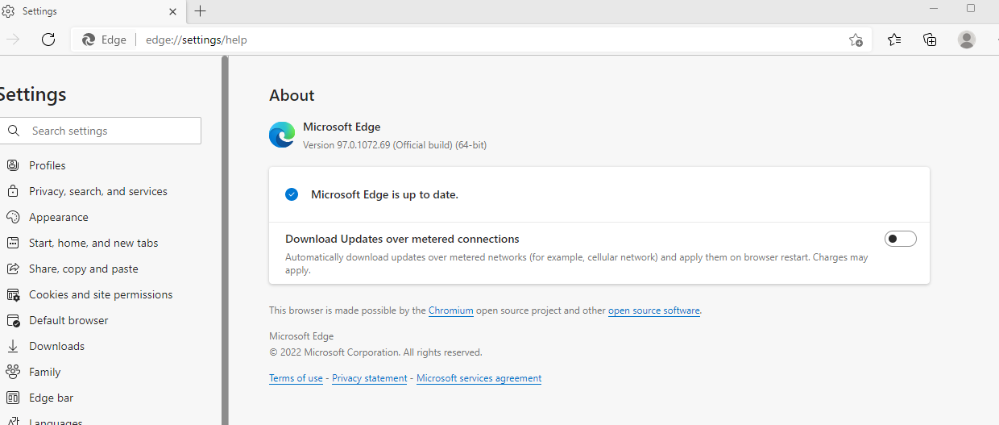 Settings
Edge
edge://settings/help
Settings
Search settings
Profiles
Privacy, search, and services
Appearance
Start, home, and new tabs
Share, copy and paste
Cookies and site permissions
Default browser
Downloads
Family
Edge bar
Languages
About
Microsoft Edge
Version 97.0.1072.69 (Official build) (64-bit)
Microsoft Edge is up to date.
Download Updates over metered connections
Automatically download updates over metered networks (for example, cellular network) and apply them on browser restart. Charges may
apply.
This browser is made possible by the Chromium open source project and other open source software.
Microsoft Edge
© 2022 Microsoft Corporation. All rights reserved.
Terms of use - Privacy statement - Microsoft services agreement